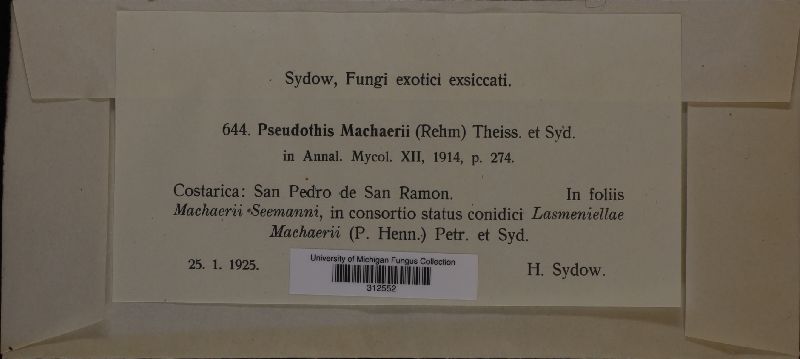 Sydow, Fungi exotici exsiccati.
644. Pseudothis Machaerii (Rehm) Theiss. et Syd.
in Annal. Mycol. XII, 1914, p. 274.
Costarica: San Pedro de San Ramon. In foliis
Machaerii Seemanni, in consortio status conidici Lasmeniellae
Machaerii (P. Henn.) Petr. et Syd.
25. 1. 1925. H. Sydow.
University of Michigan Fungus Collection
312552